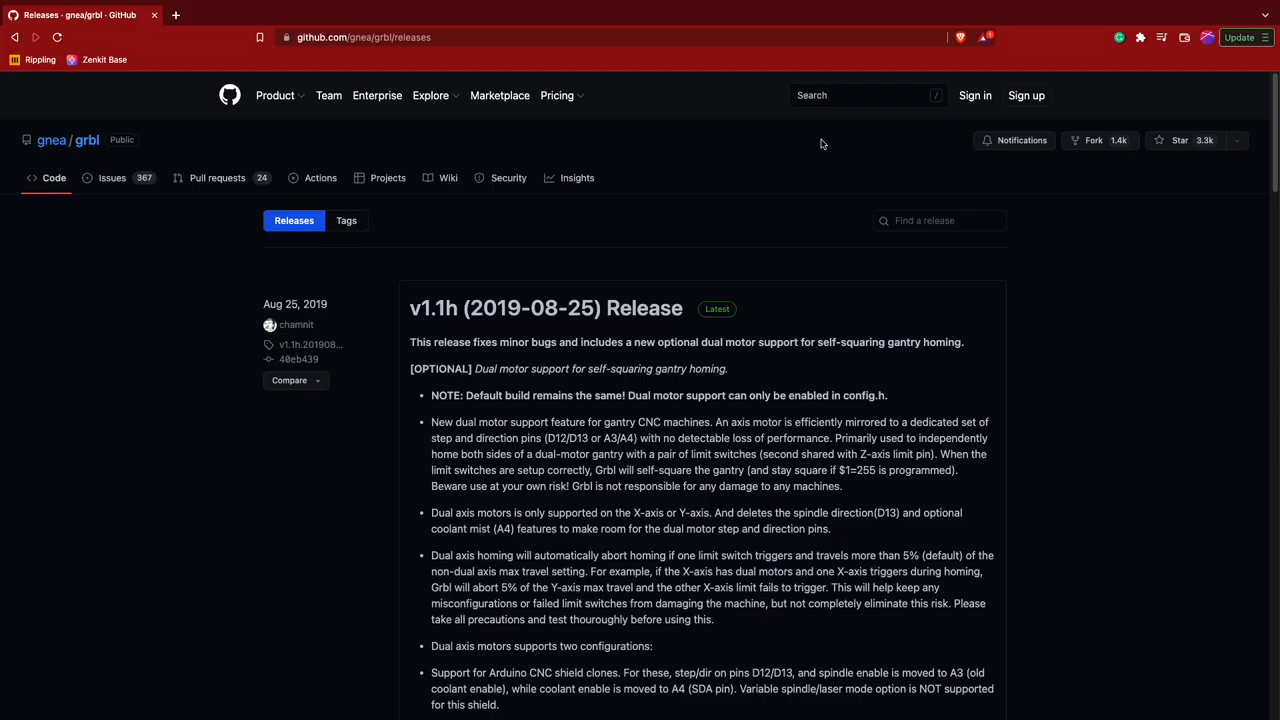 Releases · gnea/grbl · GitHub
github.com/gnea/grbl/releases
1
Update
Rippling
Zenkit Base
Product
Team
Enterprise
Explore
Marketplace
Pricing
Search
/
Sign in
Sign up
gnea / grbl
Public
Notifications
Fork 1.4k
Star 3.3k
Code
Issues 367
Pull requests 24
Actions
Projects
Wiki
Security
Insights
Releases
Tags
Find a release
Aug 25, 2019
chamnit
v1.1h.201908...
40eb439
Compare
v1.1h (2019-08-25) Release
Latest
This release fixes minor bugs and includes a new optional dual motor support for self-squaring gantry homing.
[OPTIONAL] Dual motor support for self-squaring gantry homing.
• NOTE: Default build remains the same! Dual motor support can only be enabled in config.h.
• New dual motor support feature for gantry CNC machines. An axis motor is efficiently mirrored to a dedicated set of
step and direction pins (D12/D13 or A3/A4) with no detectable loss of performance. Primarily used to independently
home both sides of a dual-motor gantry with a pair of limit switches (second shared with Z-axis limit pin). When the
limit switches are setup correctly, Grbl will self-square the gantry (and stay square if $1=255 is programmed).
Beware use at your own risk! Grbl is not responsible for any damage to any machines.
• Dual axis motors is only supported on the X-axis or Y-axis. And deletes the spindle direction(D13) and optional
coolant mist (A4) features to make room for the dual motor step and direction pins.
• Dual axis homing will automatically abort homing if one limit switch triggers and travels more than 5% (default) of the
non-dual axis max travel setting. For example, if the X-axis has dual motors and one X-axis triggers during homing,
Grbl will abort 5% of the Y-axis max travel and the other X-axis limit fails to trigger. This will help keep any
misconfigurations or failed limit switches from damaging the machine, but not completely eliminate this risk. Please
take all precautions and test thouroughly before using this.
• Dual axis motors supports two configurations:
• Support for Arduino CNC shield clones. For these, step/dir on pins D12/D13, and spindle enable is moved to A3 (old
coolant enable), while coolant enable is moved to A4 (SDA pin). Variable spindle/laser mode option is NOT supported
for this shield.